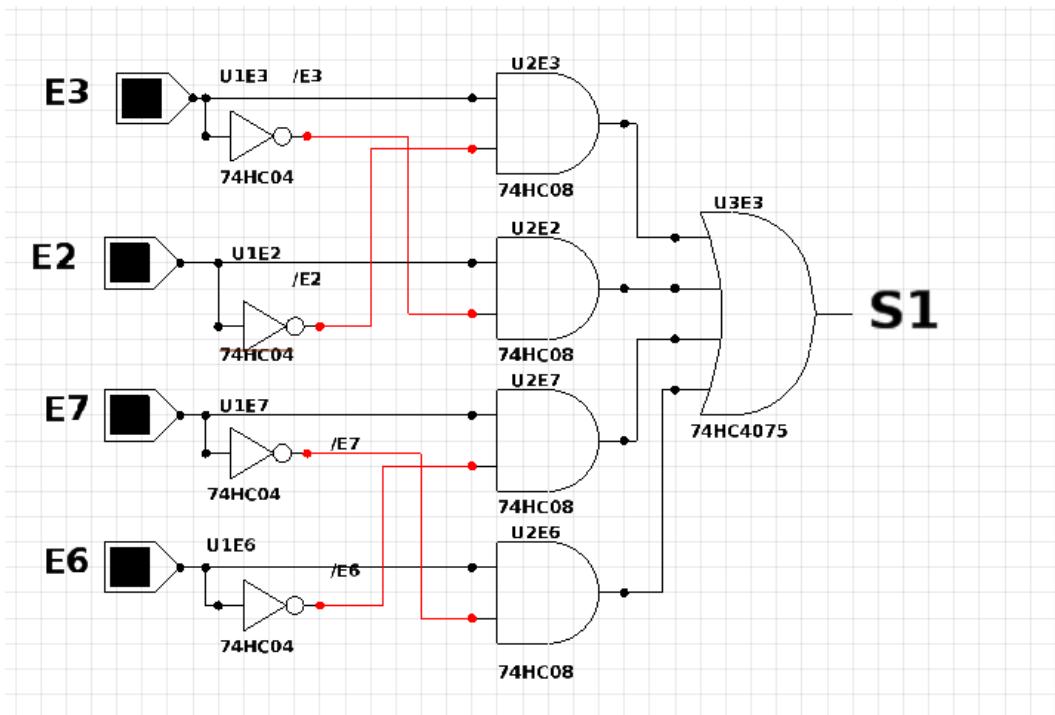 U2E3
E3
U1E3 /E3
74HC04
74HC08
U3E3
U2E2
E2
U1E2
/E2
S1
74HC04
74HC08
U2E7
E7
U1E7
74HC4075
/E7
74HC04
74HC08
U2E6
U1E6
E6
/E6
74HC04
74HC08